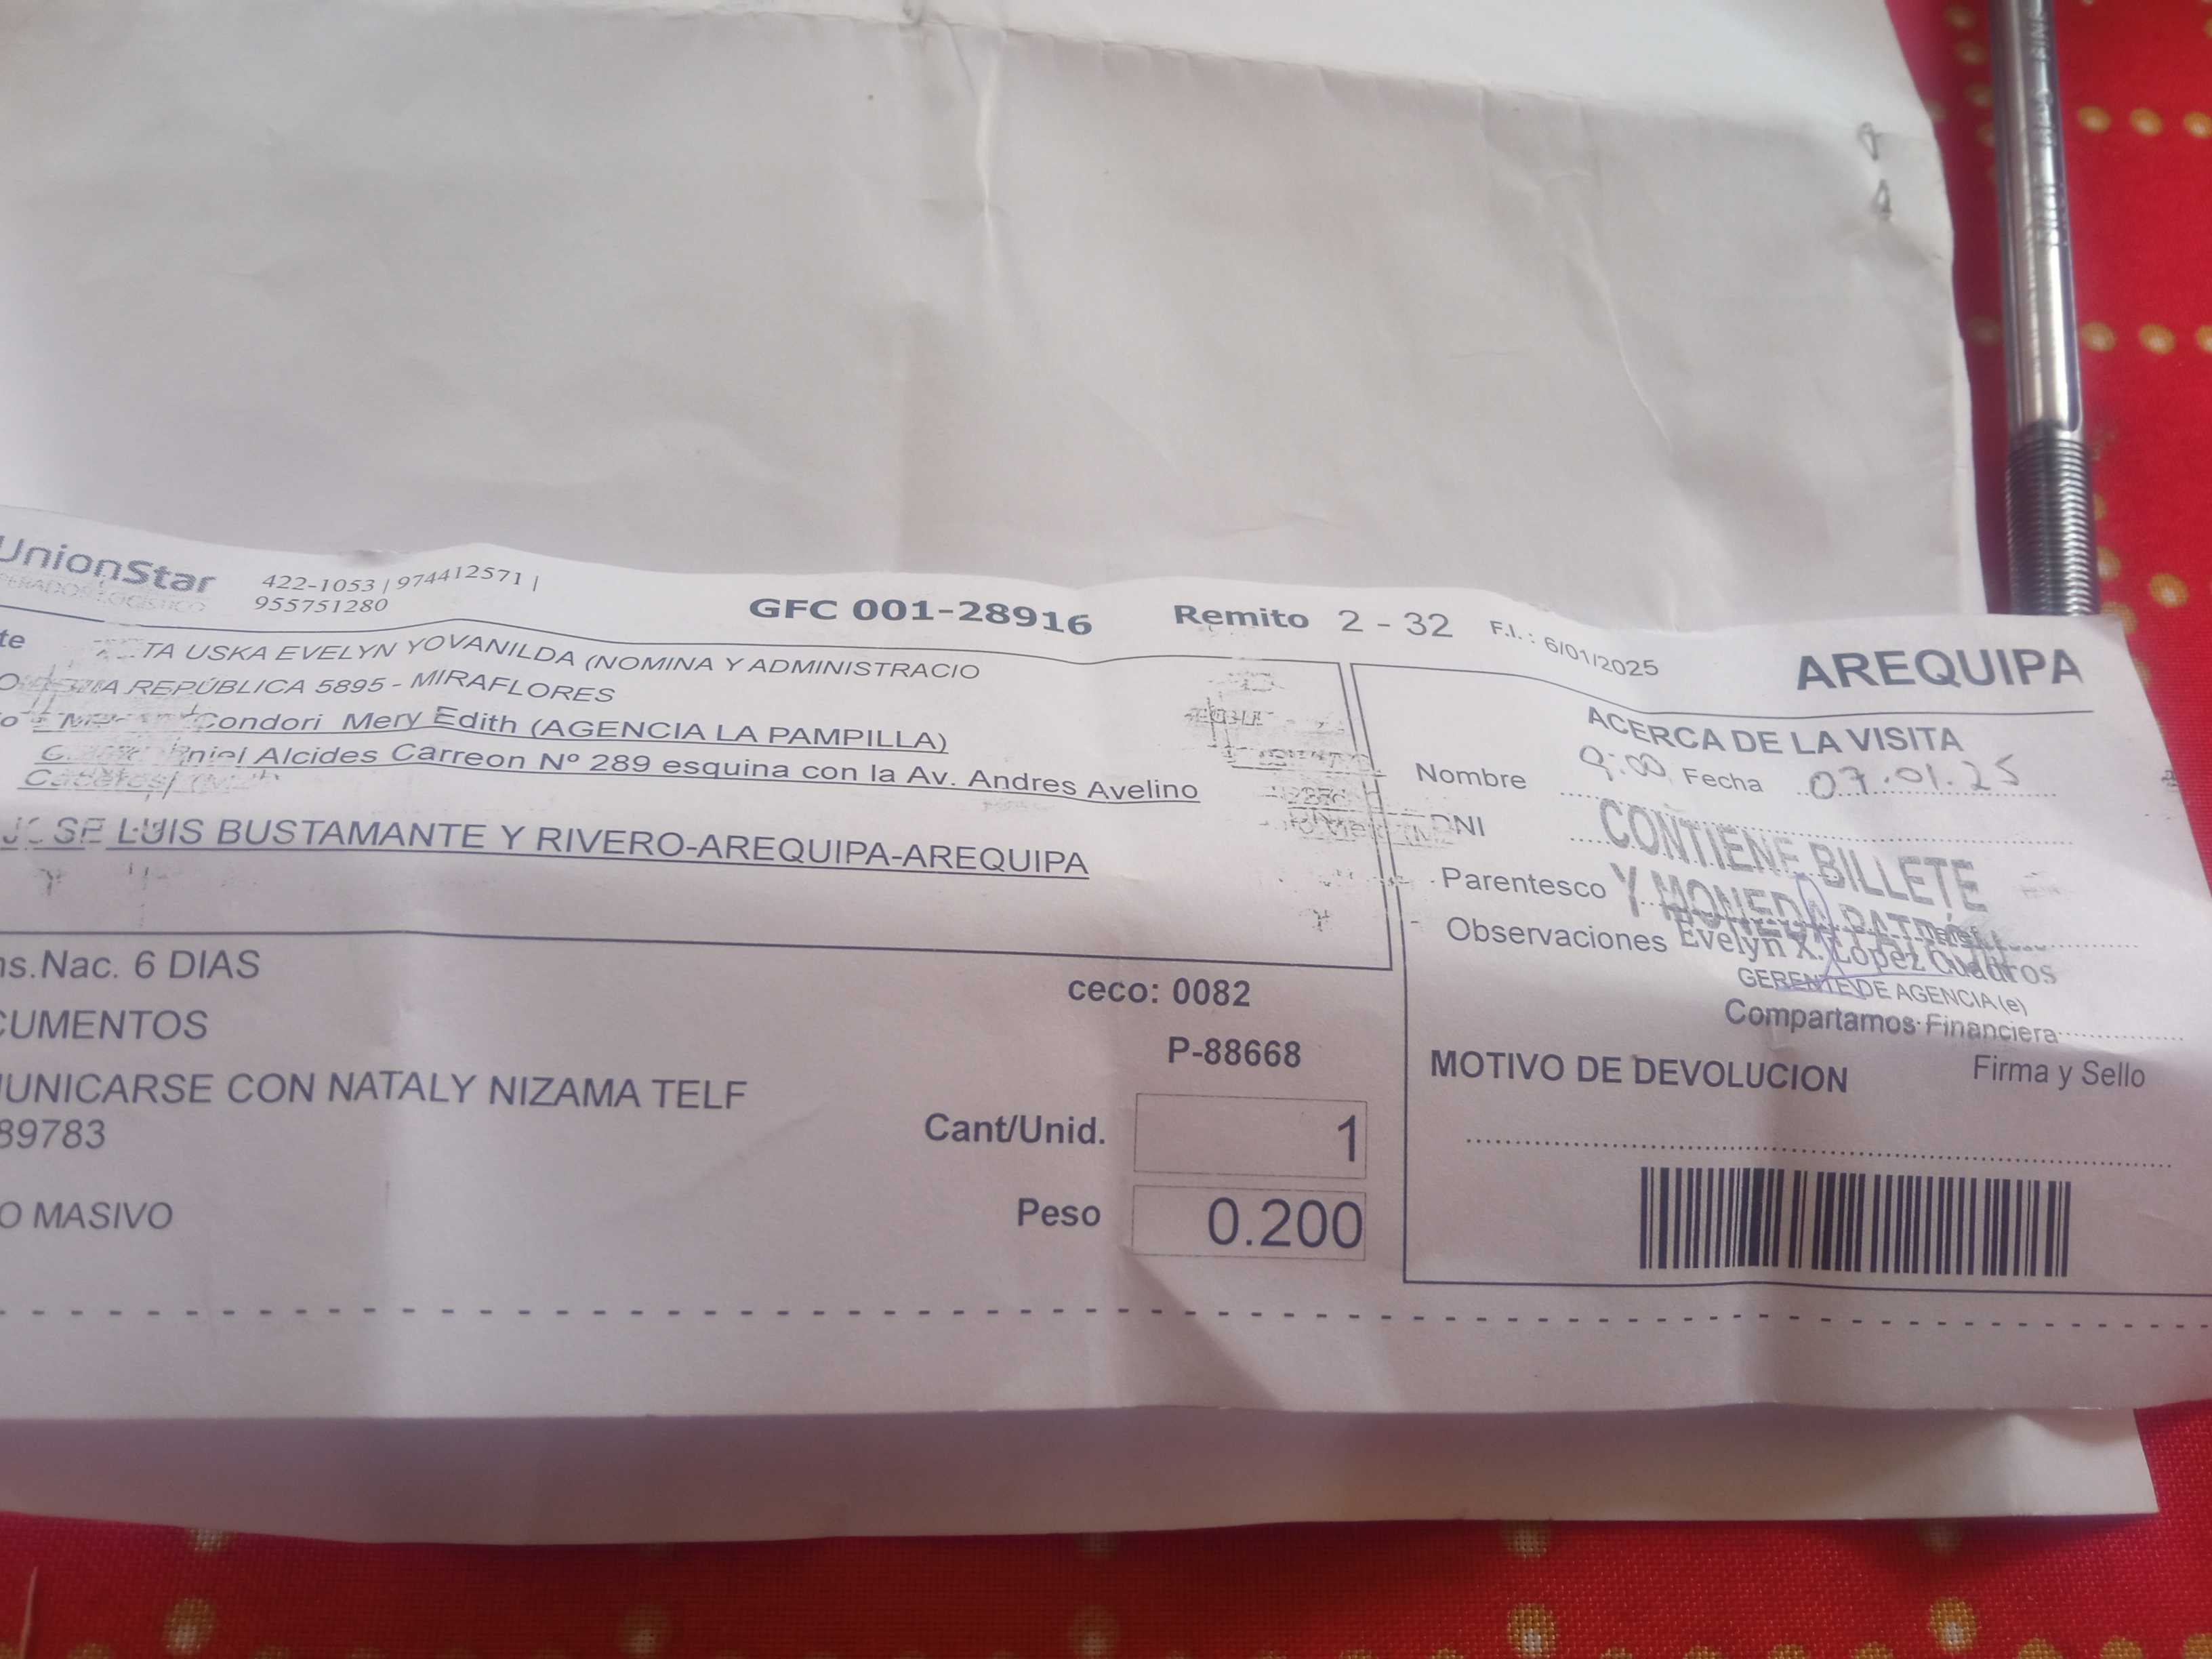 UnionStar
422-1053 | 974412571 |
955751280
GFC 001-28916
Remito 2 - 32
F.I.: 6/01/2025
AREQUIPA
TA USKA EVELYN YOVANILDA (NOMINA Y ADMINISTRACIO
REPÚBLICA 5895 - MIRAFLORES
Condori Mery Edith (AGENCIA LA PAMPILLA)
Alcides Carreon Nº 289 esquina con la Av. Andres Avelino
JOSE LUIS BUSTAMANTE Y RIVERO-AREQUIPA-AREQUIPA
ns.Nac. 6 DIAS
CUMENTOS
UNICARSE CON NATALY NIZAMA TELF
89783
O MASIVO
ceco: 0082
P-88668
Cant/Unid. 1
Peso 0.200
ACERCA DE LA VISITA
Nombre 9:00 Fecha 07.01.25
DNI
CONTIENE BILLETE
Parentesco
Y MONEDA PATRÓN
Observaciones
Evelyn X. Lopez Cuadros
GERENTE DE AGENCIA (e)
Compartamos Financiera
MOTIVO DE DEVOLUCION
Firma y Sello